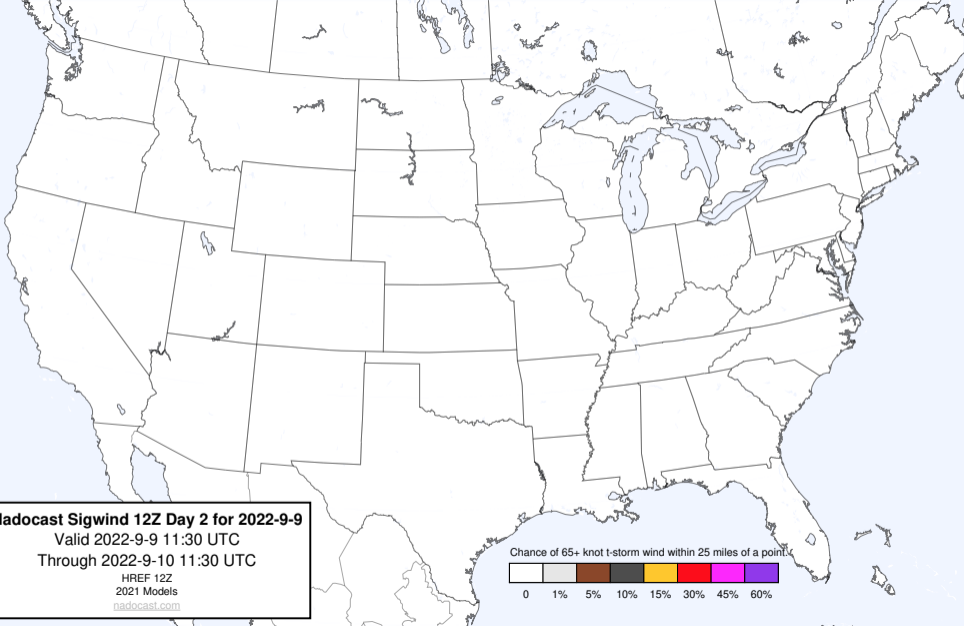 adocast Sigwind 12Z Day 2 for 2022-9-9
Valid 2022-9-9 11:30 UTC
Through 2022-9-10 11:30 UTC
HREF 12Z
2021 Models
nadocast.com
Chance of 65+ knot t-storm wind within 25 miles of a point.
0 1% 5% 10% 15% 30% 45% 60%